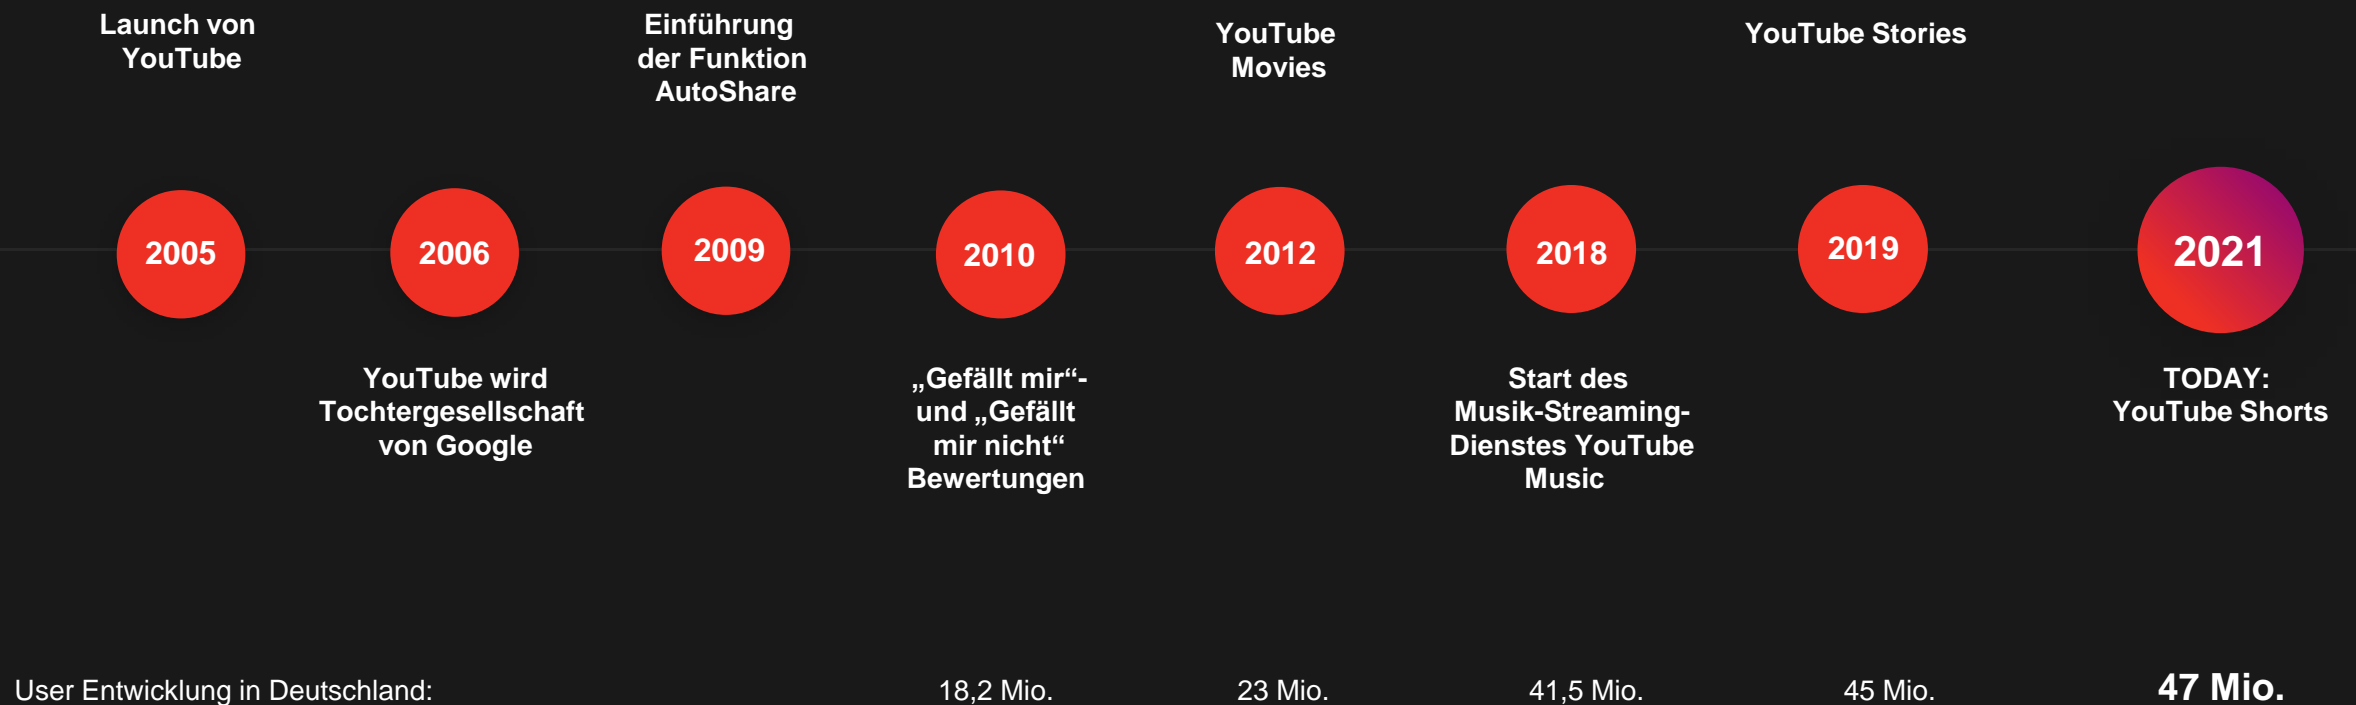 Launch von
YouTube
Einführung
der Funktion
AutoShare
YouTube
Movies
YouTube Stories
2005
2006
2009
2010
2012
2018
2019
2021
YouTube wird
Tochtergesellschaft
von Google
„Gefällt mir“-
und „Gefällt
mir nicht“
Bewertungen
Start des
Musik-Streaming-
Dienstes YouTube
Music
TODAY:
YouTube Shorts
User Entwicklung in Deutschland:
18,2 Mio.
23 Mio.
41,5 Mio.
45 Mio.
47 Mio.